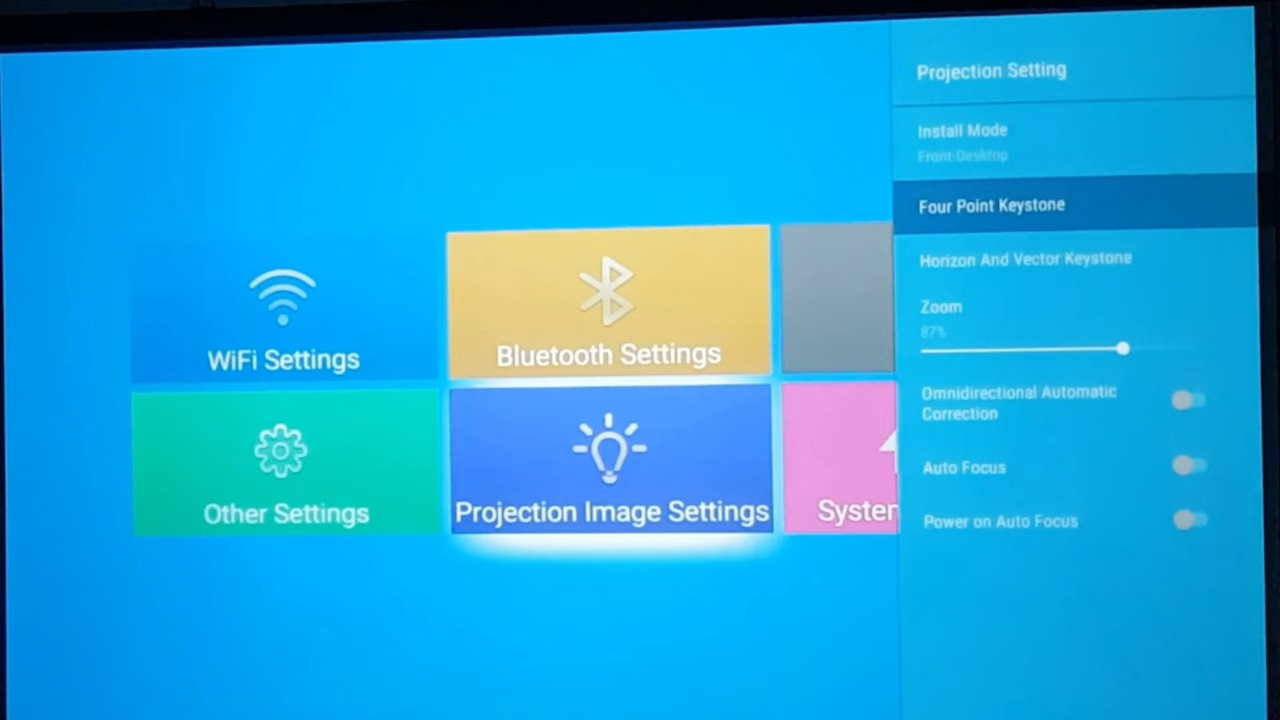 Projection Setting
Install Mode
Front-Desktop
Four Point Keystone
Horizon And Vector Keystone
Zoom
87%
Omnidirectional Automatic
Correction
Auto Focus
Power on Auto Focus
WiFi Settings
Bluetooth Settings
Other Settings
Projection Image Settings
System